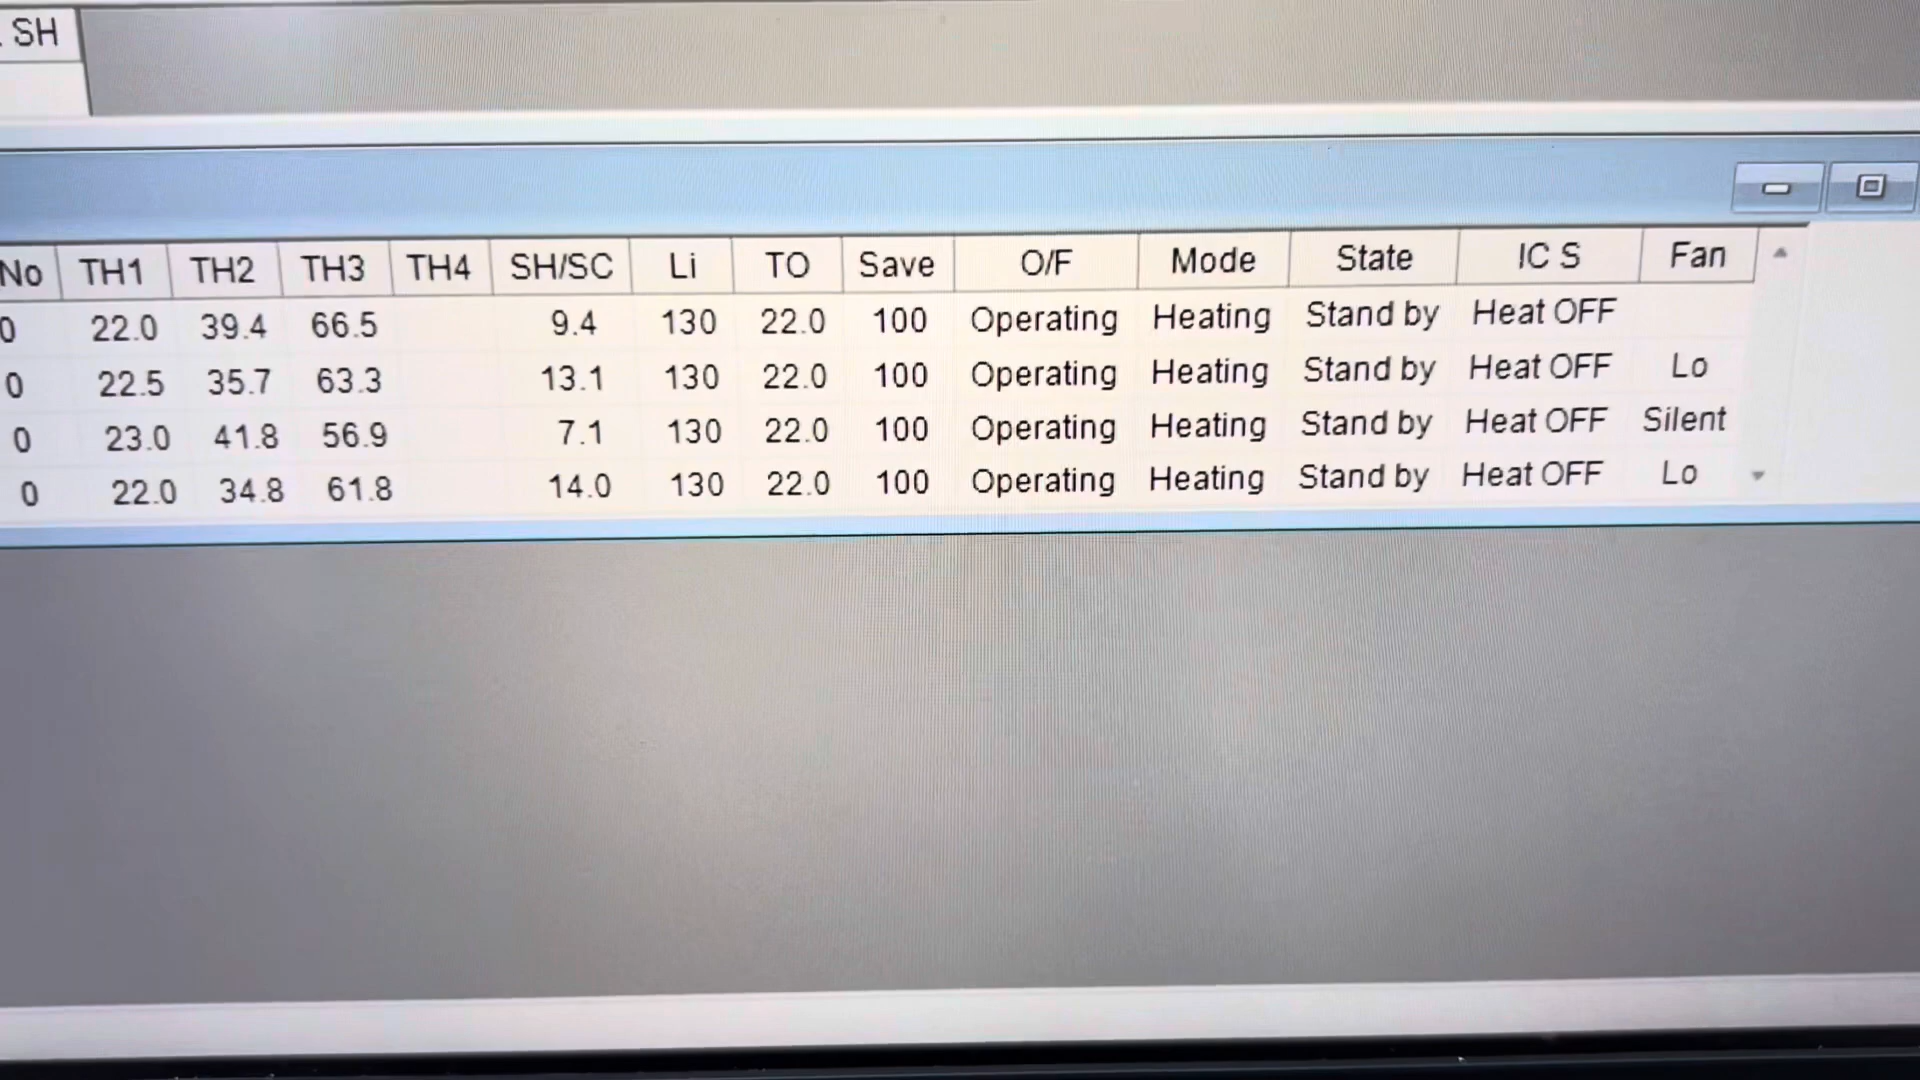 . SH
No TH1 TH2 TH3 TH4 SH/SC Li TO Save O/F Mode State IC S Fan
0 22.0 39.4 66.5 9.4 130 22.0 100 Operating Heating Stand by Heat OFF
0 22.5 35.7 63.3 13.1 130 22.0 100 Operating Heating Stand by Heat OFF Lo
0 23.0 41.8 56.9 7.1 130 22.0 100 Operating Heating Stand by Heat OFF Silent
0 22.0 34.8 61.8 14.0 130 22.0 100 Operating Heating Stand by Heat OFF Lo